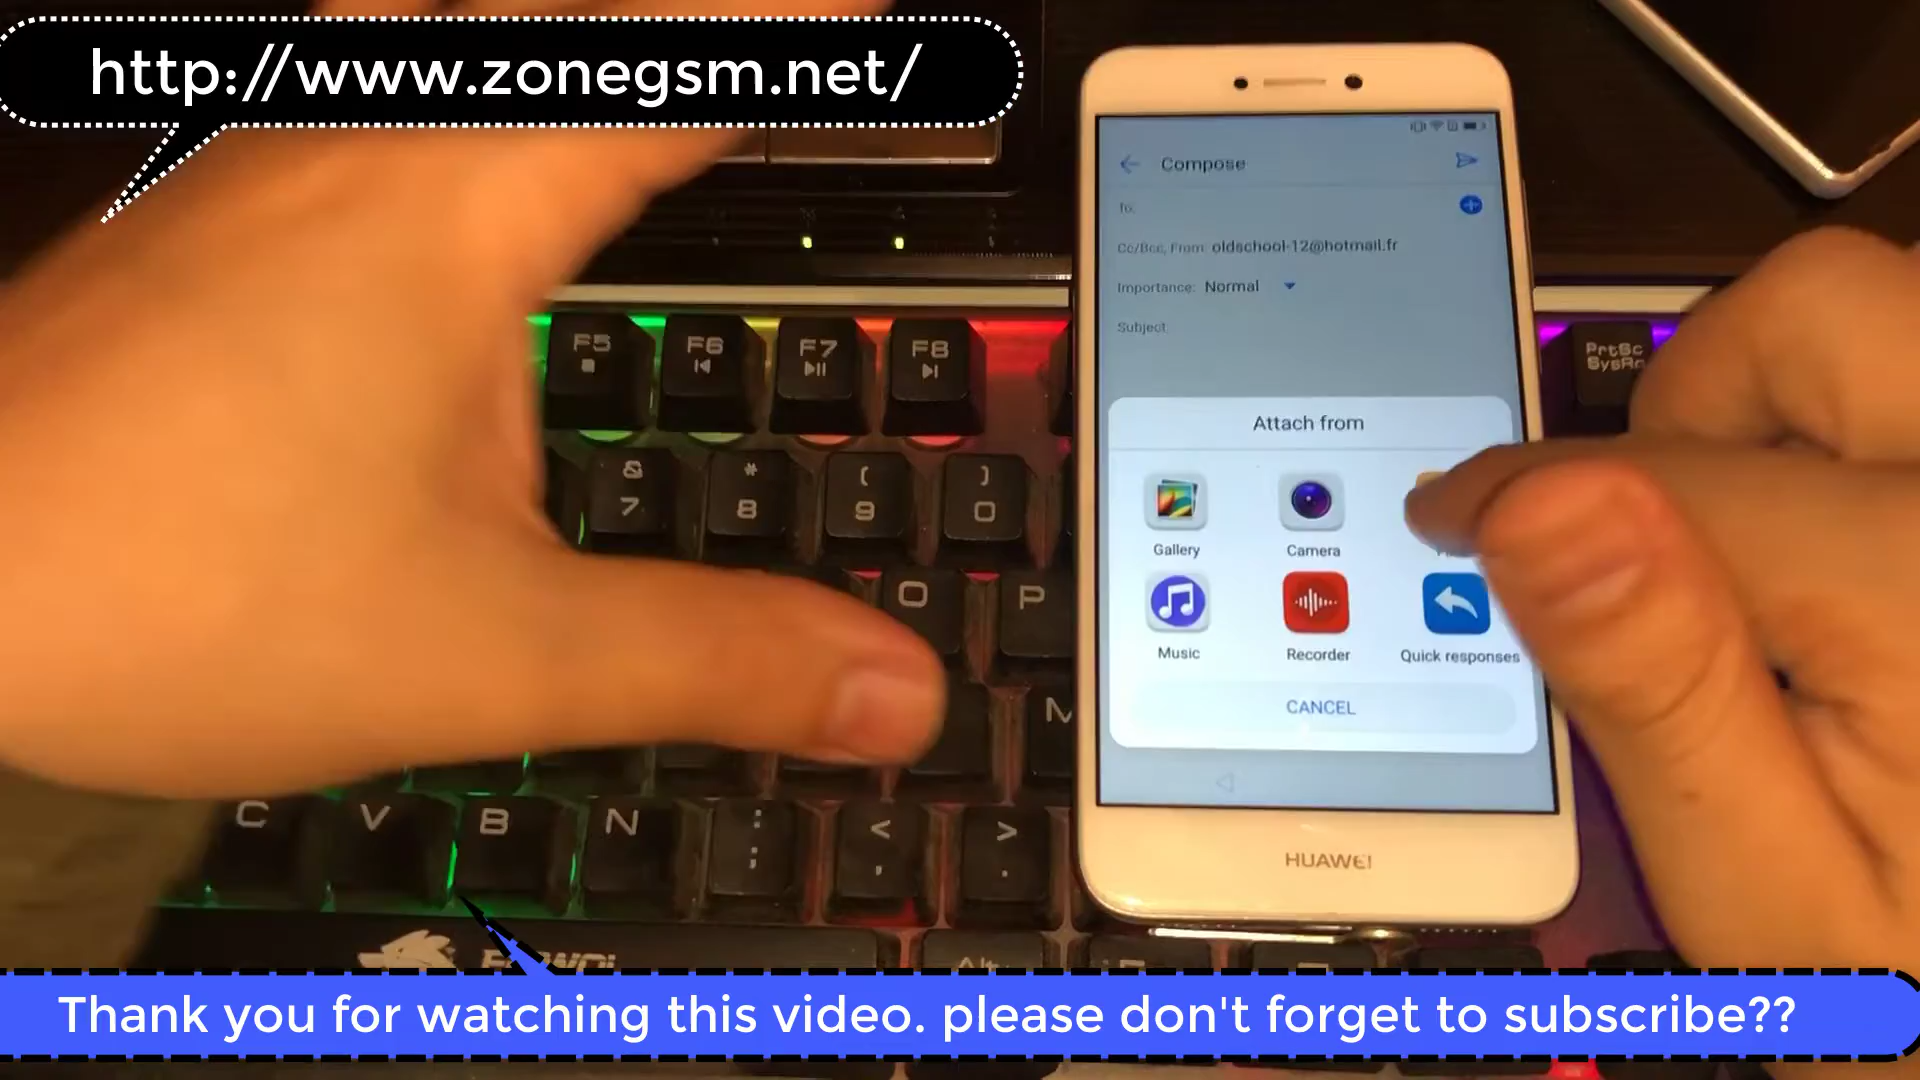 http://www.zonegsm.net/
Compose
To:
Cc/Bcc, From: oldschool-12@hotmail.fr
Importance: Normal
Subject
Attach from
Gallery
Camera
Music
Recorder
Quick responses
CANCEL
HUAWEI
F5
F6
F7
F8
PrtSc
SysRq
&
7
*
8
(
9
)
0
O
P
M
C
V
B
N
:
;
<
,
>
.
Alt
Thank you for watching this video. please don't forget to subscribe??